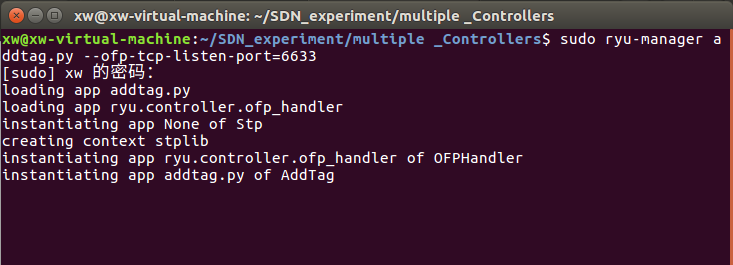 xw@xw-virtual-machine: ~/SDN_experiment/multiple _Controllers
xw@xw-virtual-machine:~/SDN_experiment/multiple _Controllers$ sudo ryu-manager a
ddtag.py --ofp-tcp-listen-port=6633
[sudo] xw 的密码：
loading app addtag.py
loading app ryu.controller.ofp_handler
instantiating app None of Stp
creating context stplib
instantiating app ryu.controller.ofp_handler of OFPHandler
instantiating app addtag.py of AddTag